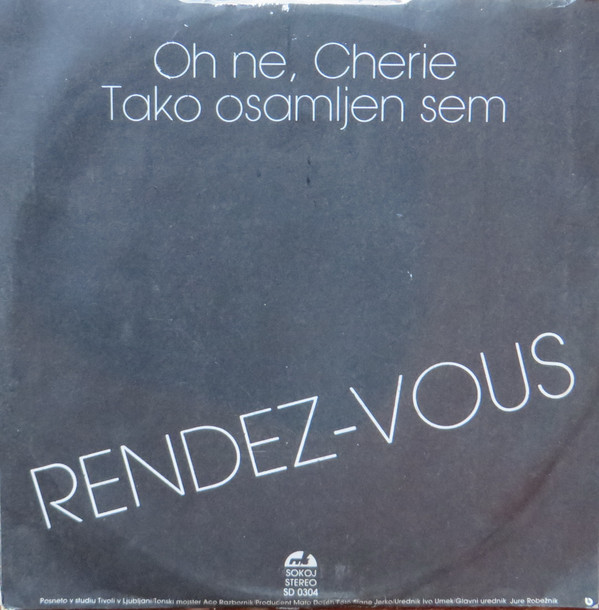 Oh ne, Cherie
Tako osamljen sem
RENDEZ-VOUS
SOKOJ
STEREO
SD 0304
Posneto v studiu Tivoli v Ljubljani/Tonski mojster Aco Razbornik/Producent Mato Došen/Foto Slane Jerko/Urednik Ivo Umek/Glavni urednik Jure Robežnik